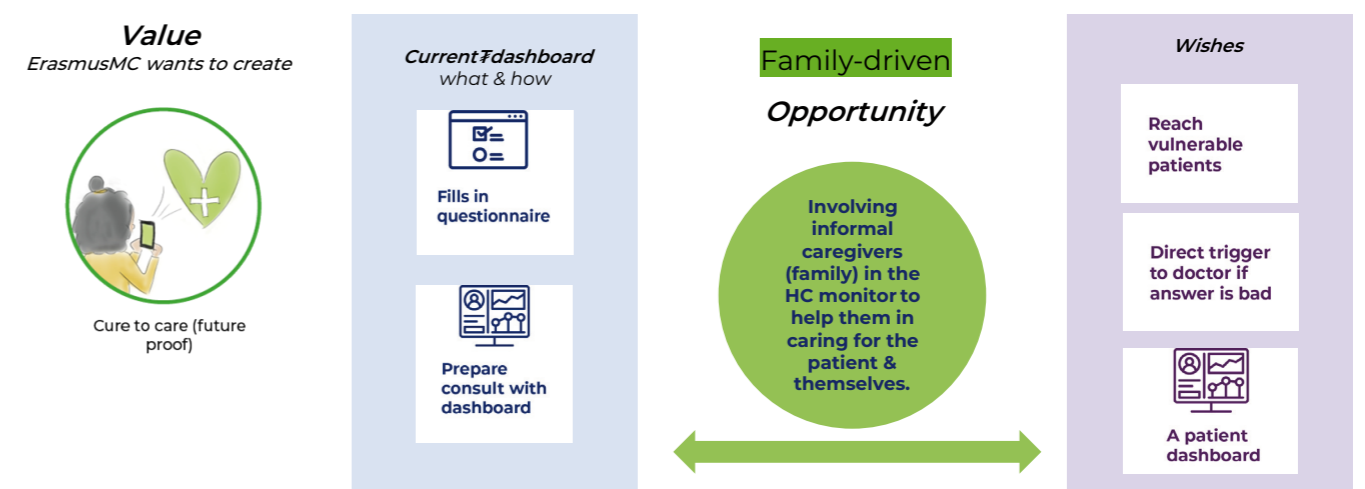 Value
ErasmusMC wants to create
Cure to care (future
proof)
Current₮dashboard
what & how
Fills in
questionnaire
Prepare
consult with
dashboard
Family-driven
Opportunity
Involving
informal
caregivers
(family) in the
HC monitor to
help them in
caring for the
patient &
themselves.
Wishes
Reach
vulnerable
patients
Direct trigger
to doctor if
answer is bad
A patient
dashboard